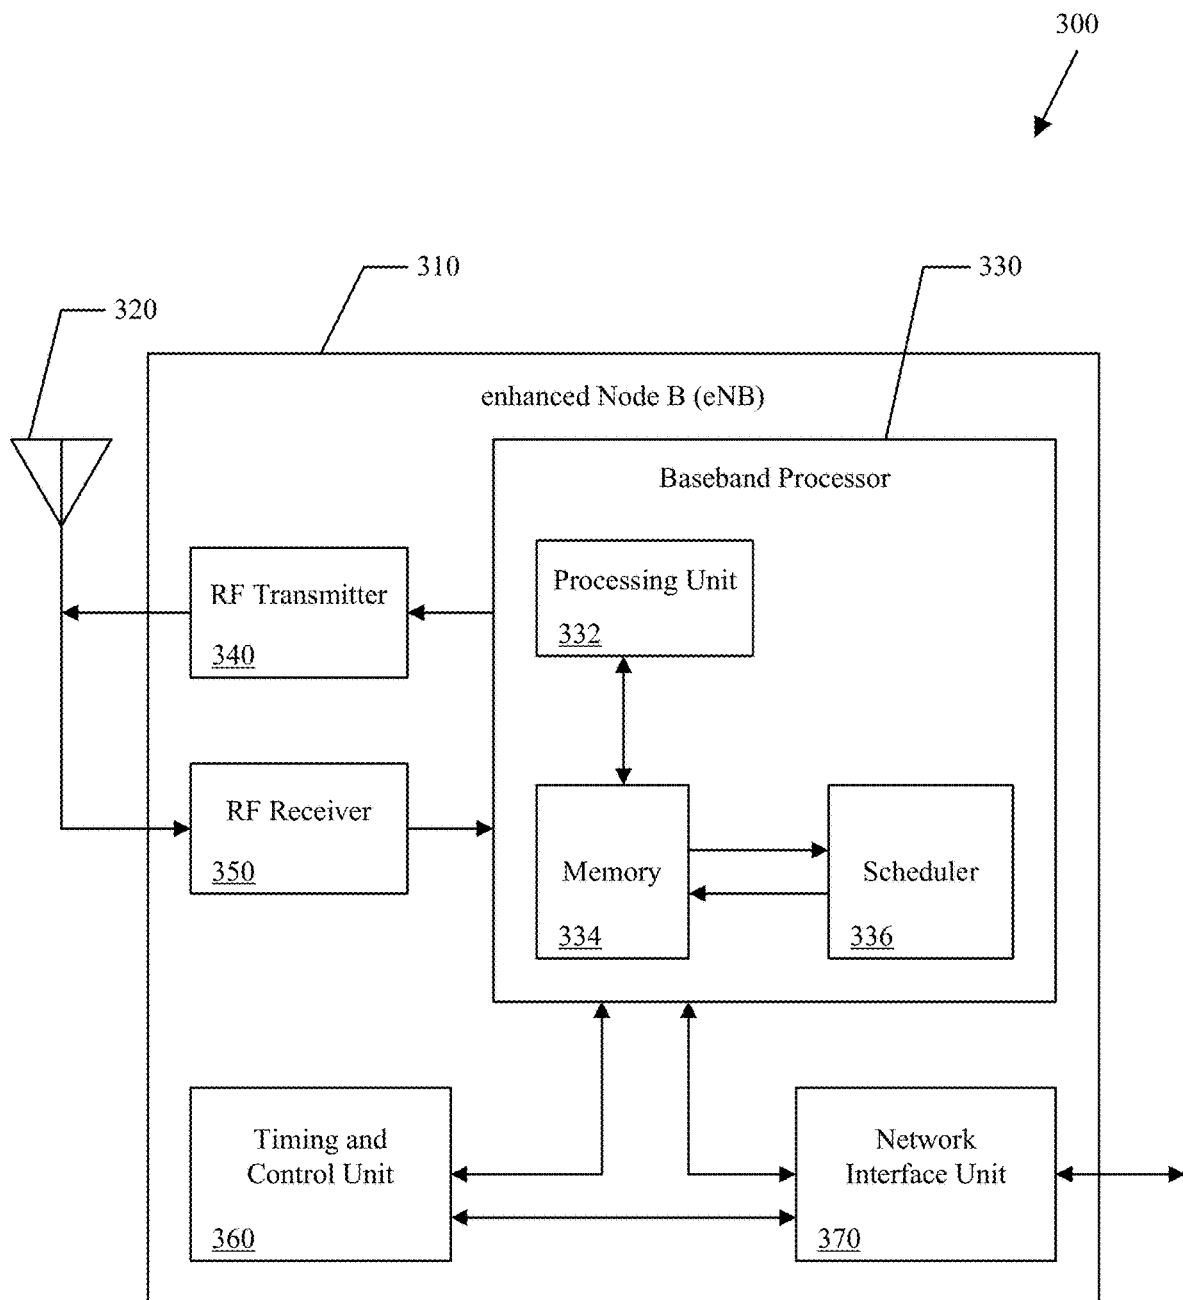 300
310
330
320
enhanced Node B (eNB)
Baseband Processor
Processing Unit
332
RF Transmitter
340
RF Receiver
350
Memory
334
Scheduler
336
Timing and
Control Unit
360
Network
Interface Unit
370